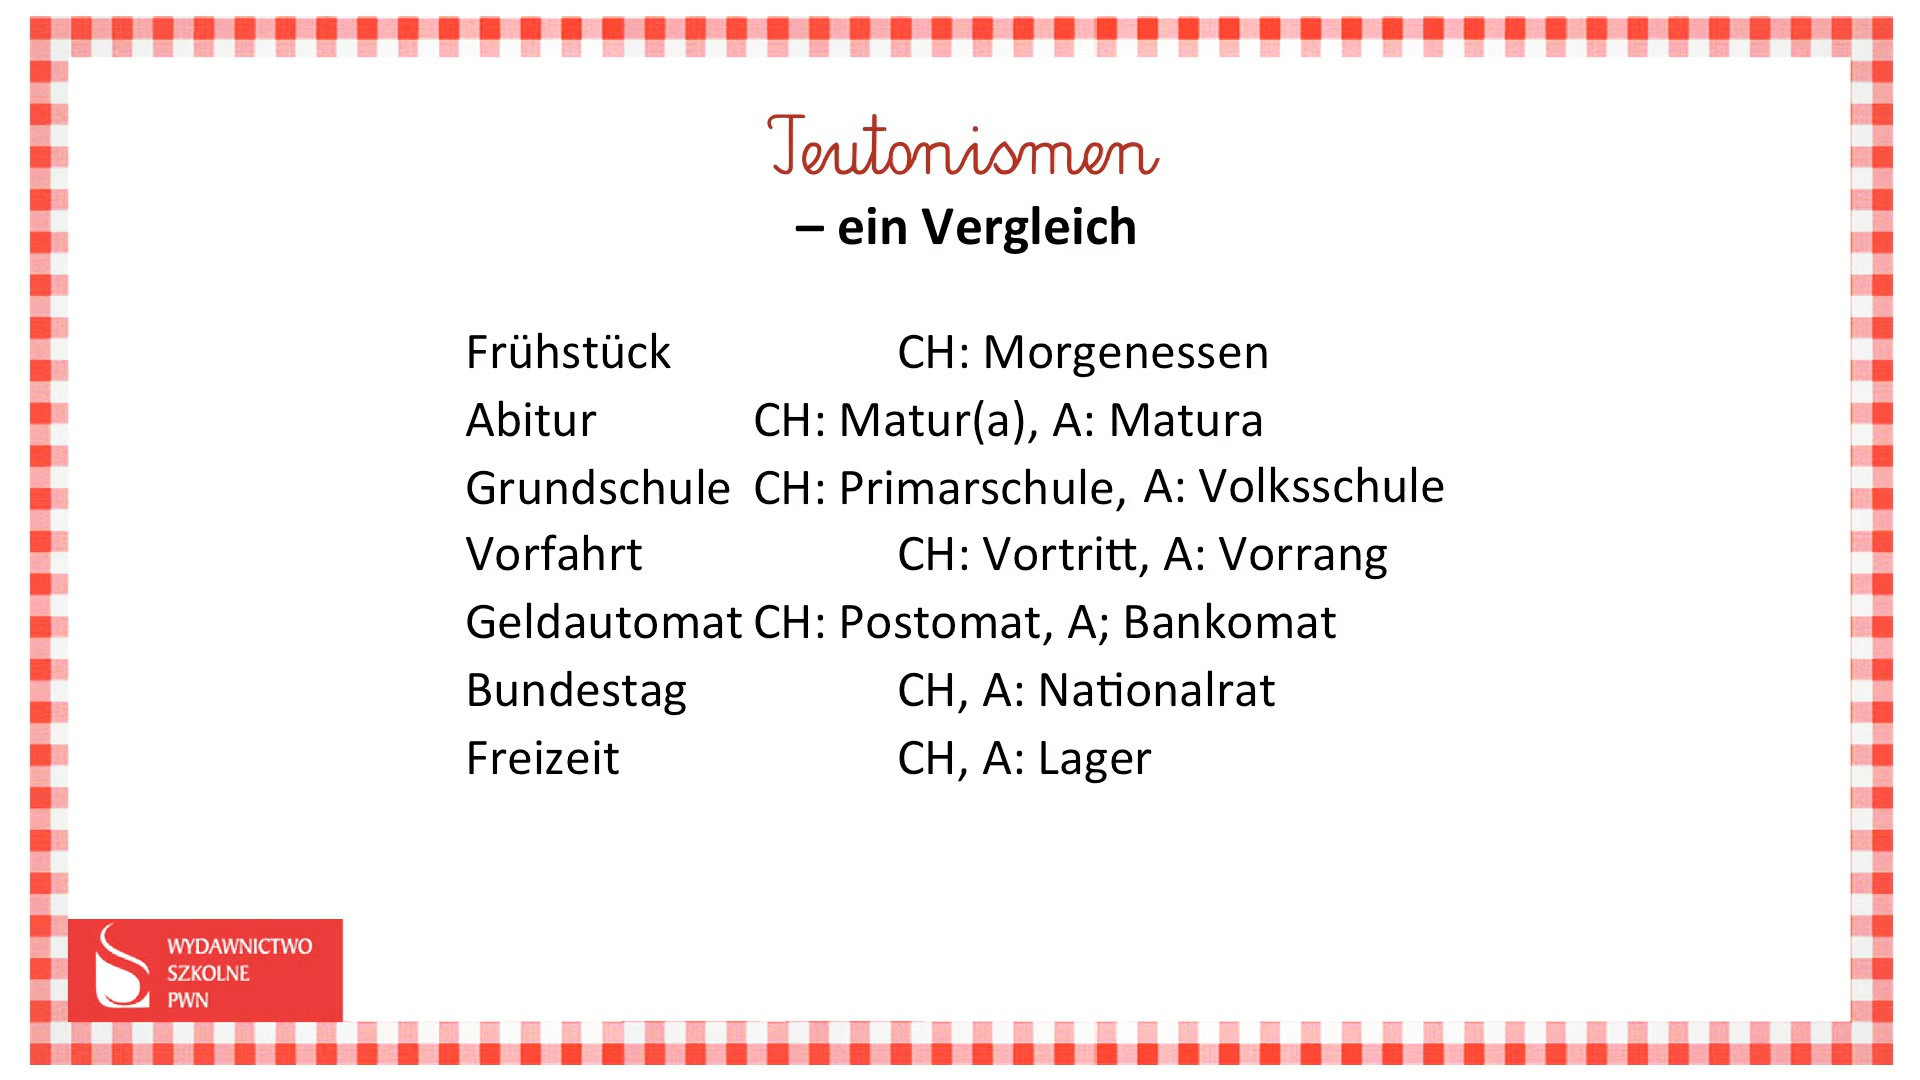 Teutonismen
– ein Vergleich
Frühstück CH: Morgenessen
Abitur CH: Matur(a), A: Matura
Grundschule CH: Primarschule, A: Volksschule
Vorfahrt CH: Vortritt, A: Vorrang
Geldautomat CH: Postomat, A; Bankomat
Bundestag CH, A: Nationalrat
Freizeit CH, A: Lager
WYDAWNICTWO
SZKOLNE
PWN